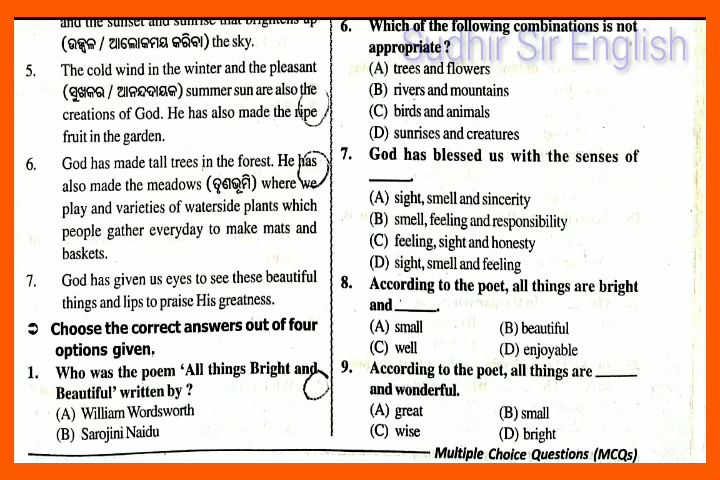 and the sunset and sunrise that brightens up
(ଉଜ୍ଜ୍ୱଳ / ଆଲୋକମୟ କରିବା) the sky.
5. The cold wind in the winter and the pleasant
(ସୁଖକର / ଆନନ୍ଦଦାୟକ) summer sun are also the
creations of God. He has also made the ripe
fruit in the garden.
6. God has made tall trees in the forest. He has
also made the meadows (ତୃଣଭୂମି) where we
play and varieties of waterside plants which
people gather everyday to make mats and
baskets.
7. God has given us eyes to see these beautiful
things and lips to praise His greatness.
➲ Choose the correct answers out of four
options given.
1. Who was the poem ‘All things Bright and
Beautiful’ written by ?
(A) William Wordsworth
(B) Sarojini Naidu
6. Which of the following combinations is not
appropriate ?
Sudhir Sir English
(A) trees and flowers
(B) rivers and mountains
(C) birds and animals
(D) sunrises and creatures
7. God has blessed us with the senses of
_____.
(A) sight, smell and sincerity
(B) smell, feeling and responsibility
(C) feeling, sight and honesty
(D) sight, smell and feeling
8. According to the poet, all things are bright
and _____.
(A) small (B) beautiful
(C) well (D) enjoyable
9. According to the poet, all things are _____
and wonderful.
(A) great (B) small
(C) wise (D) bright
Multiple Choice Questions (MCQs)